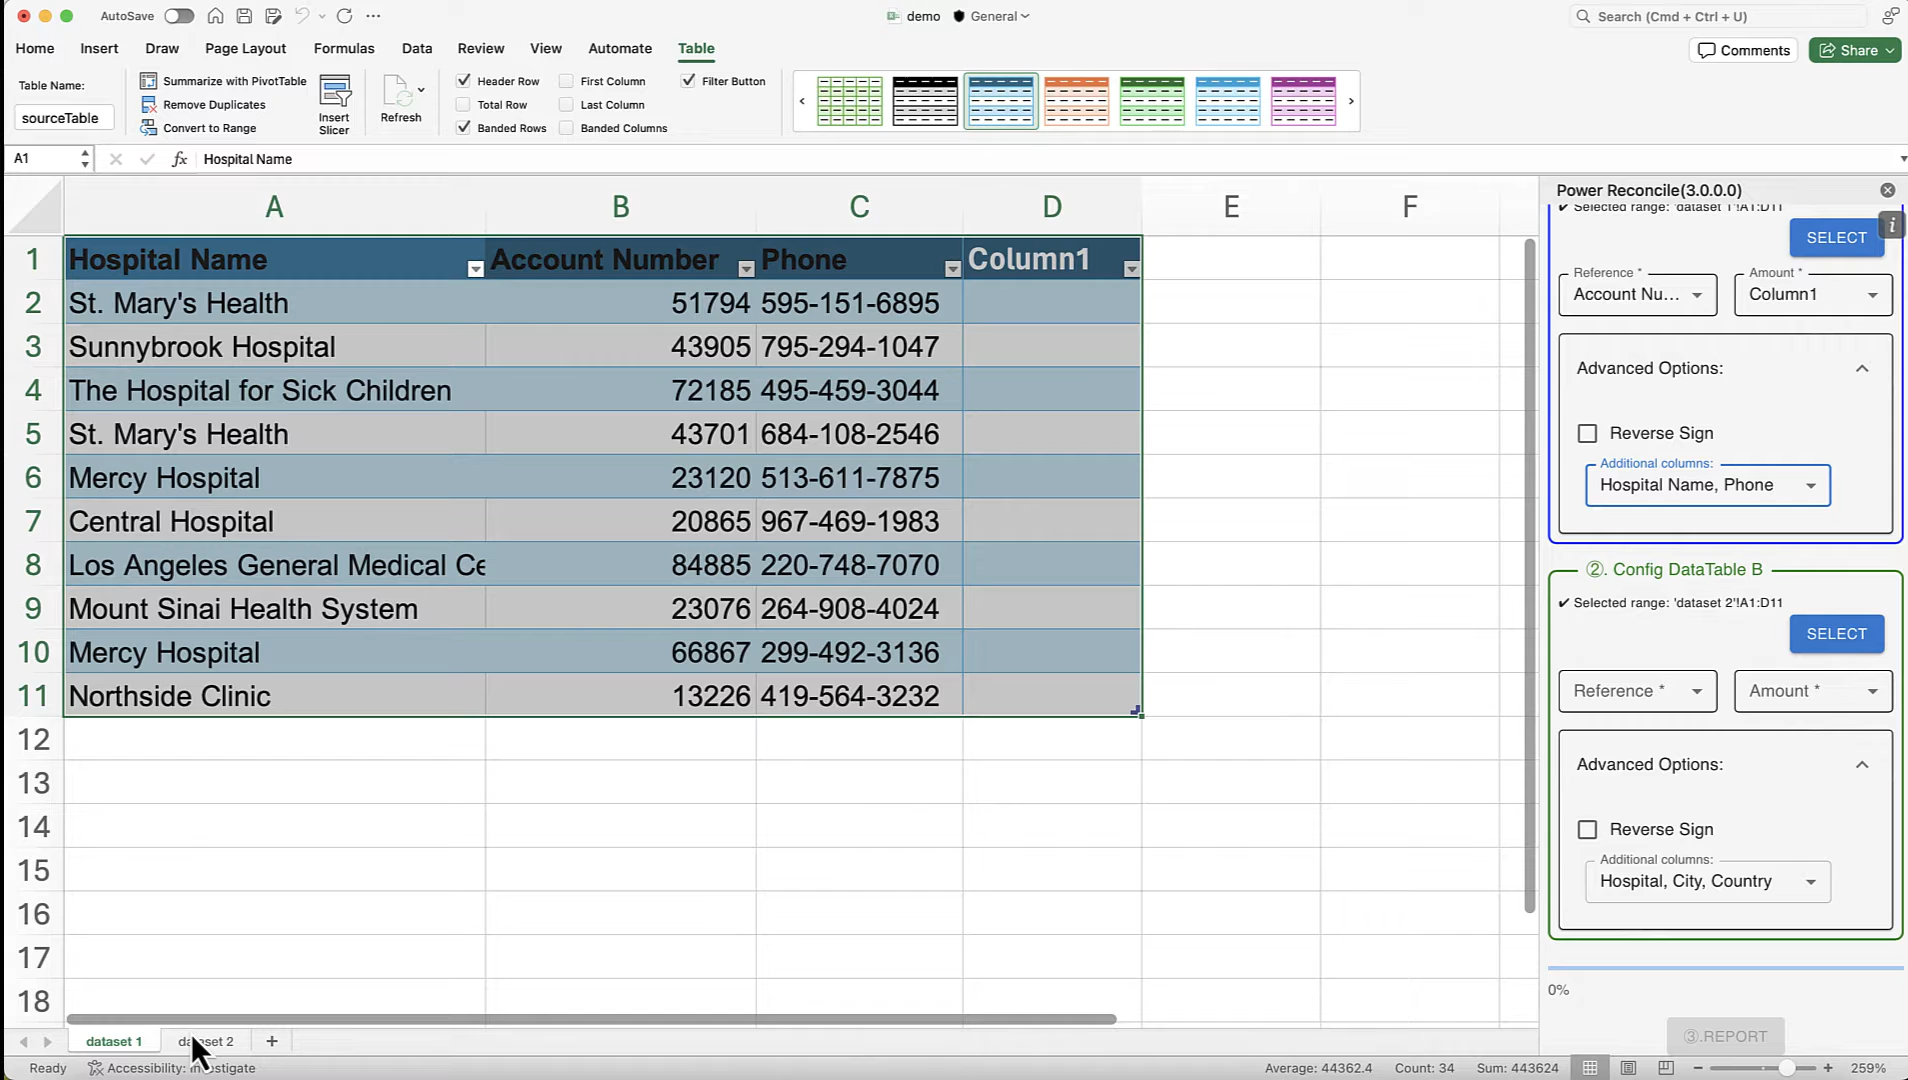 AutoSave
demo
General
Search (Cmd + Ctrl + U)
Home Insert Draw Page Layout Formulas Data Review View Automate Table
Comments
Share
Table Name:
sourceTable
Summarize with PivotTable
Remove Duplicates
Convert to Range
Insert
Slicer
Refresh
Header Row
Total Row
Banded Rows
First Column
Last Column
Banded Columns
Filter Button
A1
fx Hospital Name
A B C D E F
1 Hospital Name Account Number Phone Column1
2 St. Mary's Health 51794 595-151-6895
3 Sunnybrook Hospital 43905 795-294-1047
4 The Hospital for Sick Children 72185 495-459-3044
5 St. Mary's Health 43701 684-108-2546
6 Mercy Hospital 23120 513-611-7875
7 Central Hospital 20865 967-469-1983
8 Los Angeles General Medical Ce 84885 220-748-7070
9 Mount Sinai Health System 23076 264-908-4024
10 Mercy Hospital 66867 299-492-3136
11 Northside Clinic 13226 419-564-3232
12
13
14
15
16
17
18
Power Reconcile(3.0.0.0)
✔ Selected range: 'dataset 1'!A1:D11
i
SELECT
Reference *
Account Nu...
Amount *
Column1
Advanced Options:
Reverse Sign
Additional columns:
Hospital Name, Phone
②. Config DataTable B
✔ Selected range: 'dataset 2'!A1:D11
SELECT
Reference *
Amount *
Advanced Options:
Reverse Sign
Additional columns:
Hospital, City, Country
0%
③.REPORT
dataset 1
dataset 2
+
Ready
Accessibility: Investigate
Average: 44362.4 Count: 34 Sum: 443624
259%